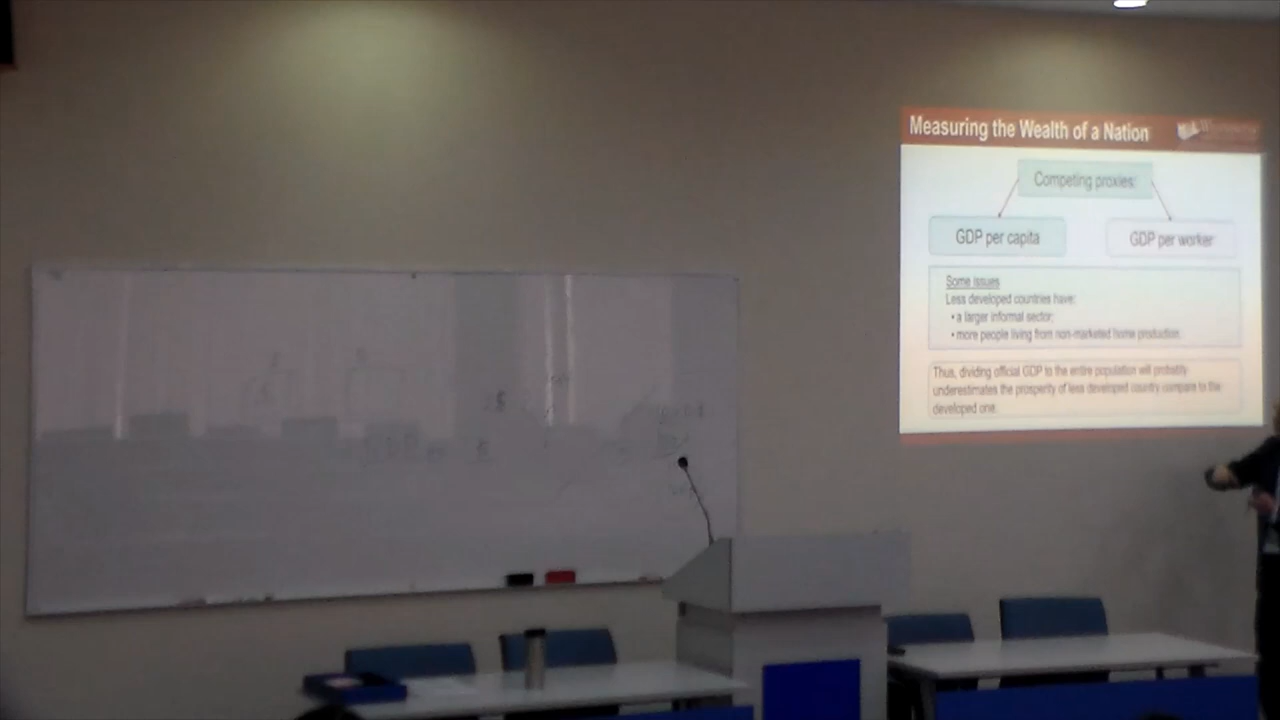 Measuring the Wealth of a Nation
Competing proxies:
GDP per capita
GDP per worker
Some issues
Less developed countries have:
• a larger informal sector;
• more people living from non-marketed home production.
Thus, dividing official GDP to the entire population will probably
underestimates the prosperity of less developed country compare to the
developed one.